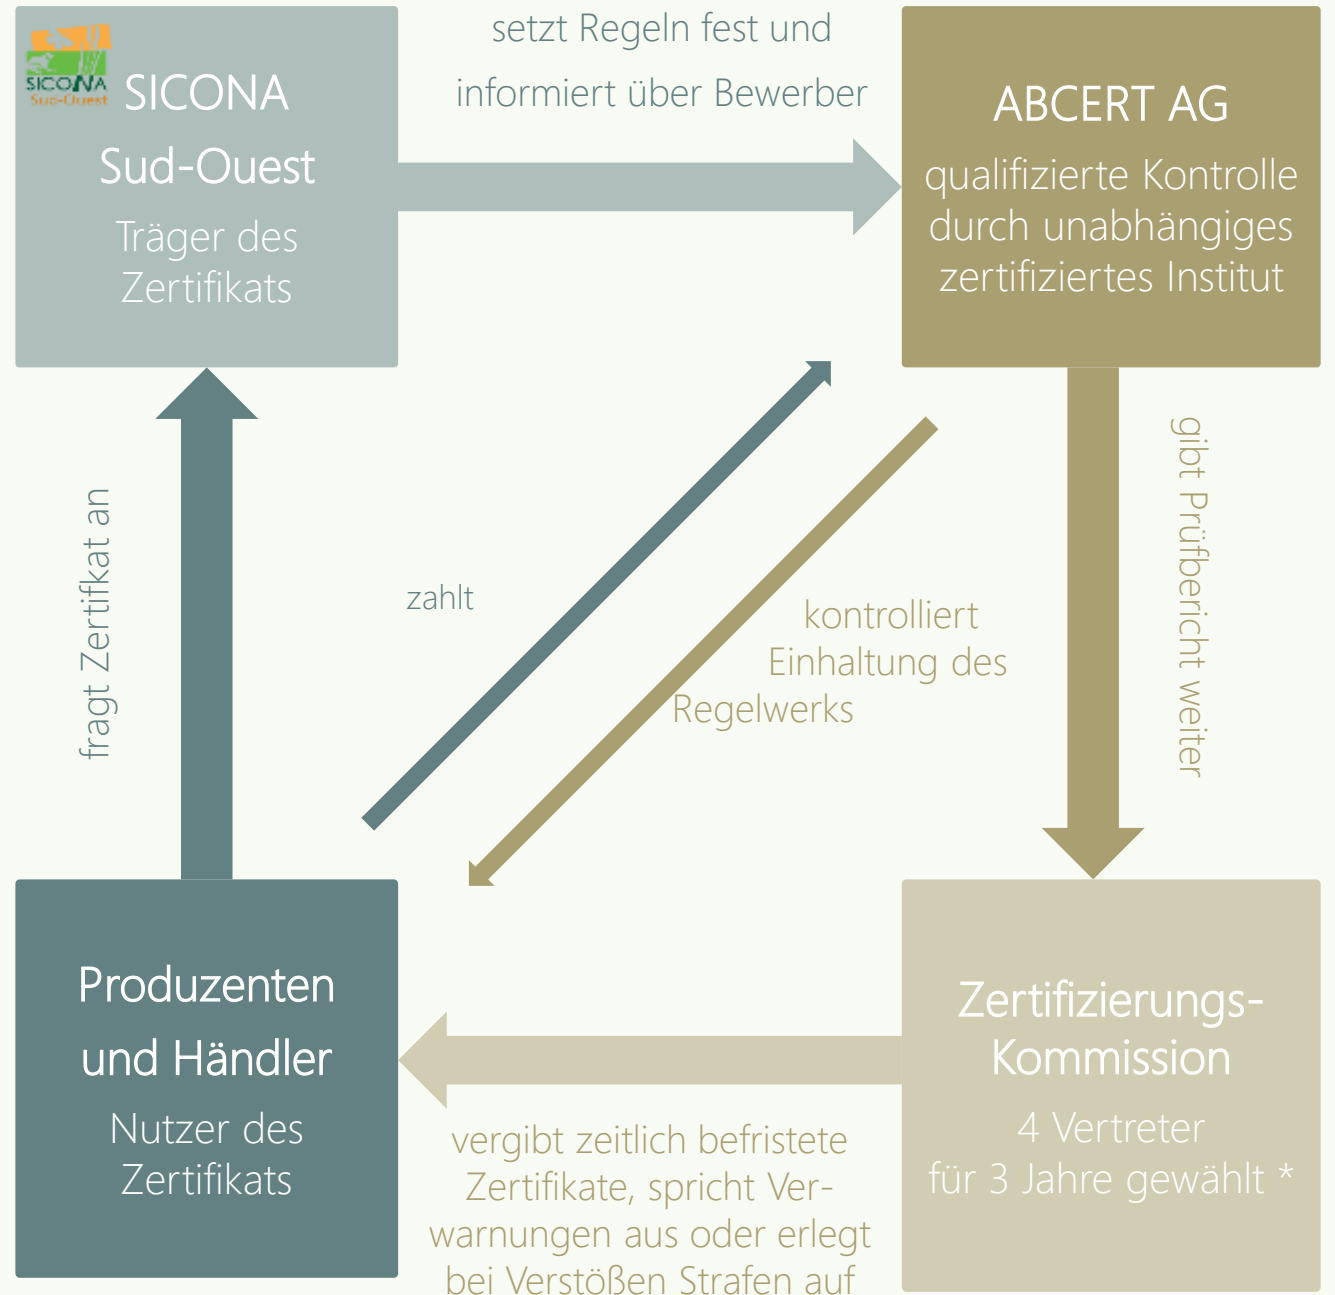 SICONA
Sud-Ouest
SICONA
Sud-Ouest
Träger des
Zertifikats
setzt Regeln fest und
informiert über Bewerber
ABCERT AG
qualifizierte Kontrolle
durch unabhängiges
zertifiziertes Institut
fragt Zertifkat an
zahlt
kontrolliert
Einhaltung des
Regelwerks
gibt Prüfbericht weiter
Produzenten
und Händler
Nutzer des
Zertifikats
vergibt zeitlich befristete
Zertifikate, spricht Ver-
warnungen aus oder erlegt
bei Verstößen Strafen auf
Zertifizierungs-
Kommission
4 Vertreter
für 3 Jahre gewählt *